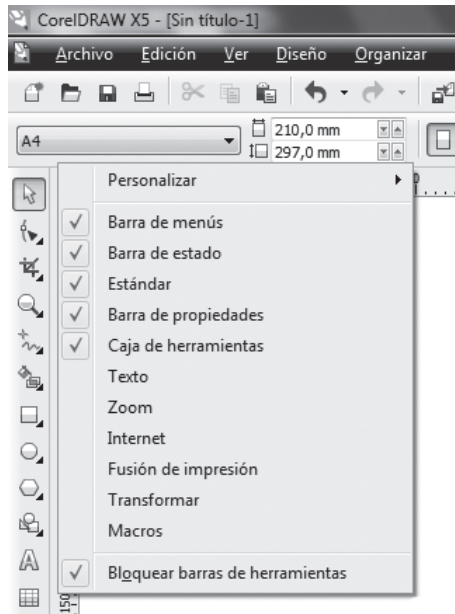 CorelDRAW X5 - [Sin título-1]
Archivo Edición Ver Diseño Organizar
A4
210,0 mm
297,0 mm
Personalizar
Barra de menús
Barra de estado
Estándar
Barra de propiedades
Caja de herramientas
Texto
Zoom
Internet
Fusión de impresión
Transformar
Macros
Bloquear barras de herramientas
150